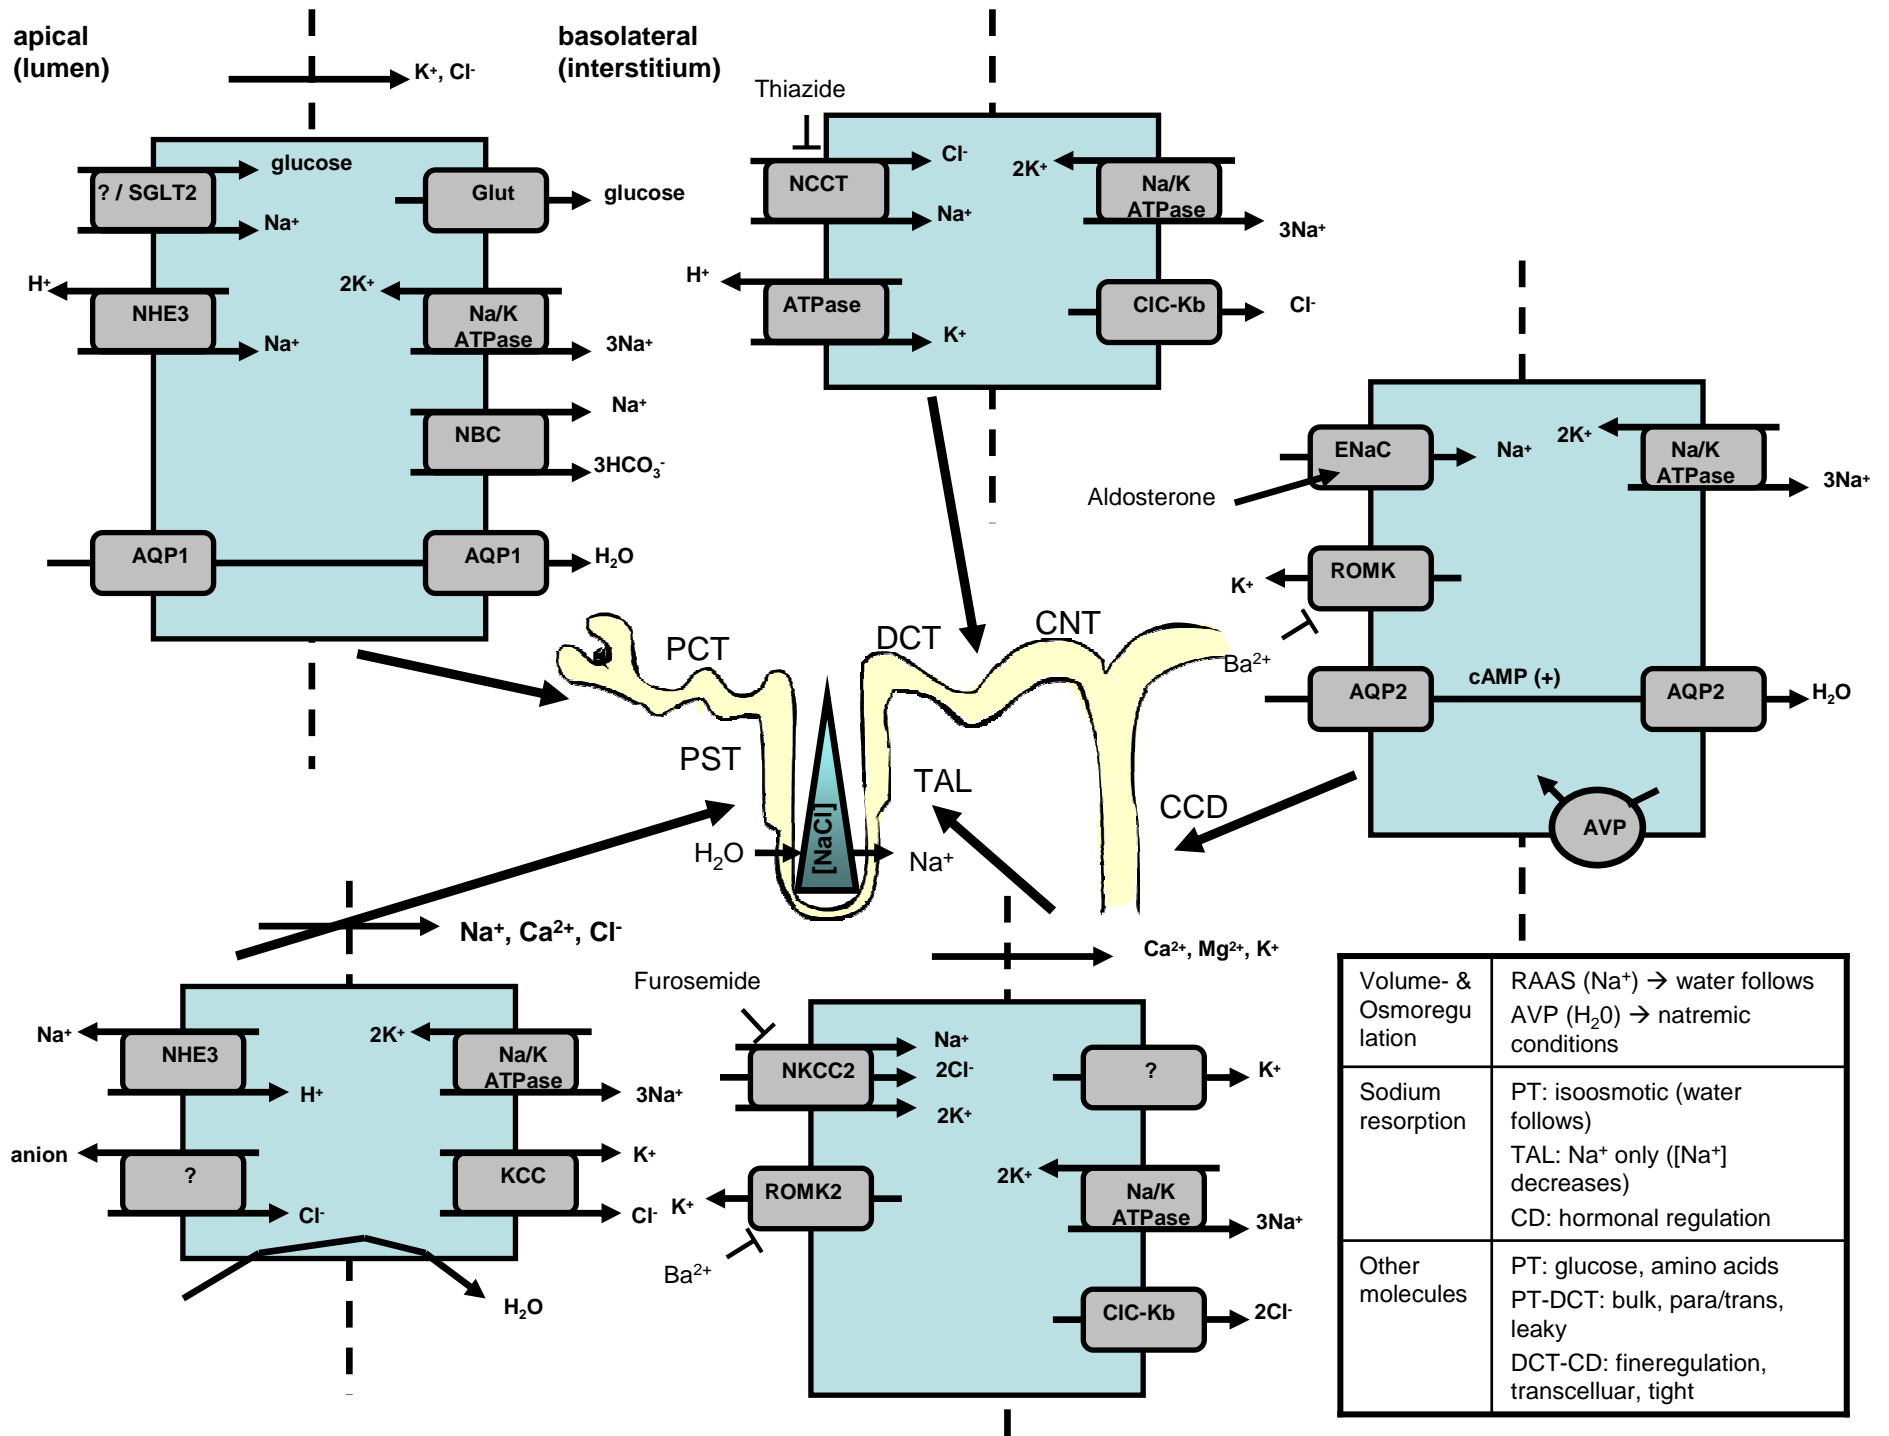 apical
(lumen)
K⁺, Cl⁻
basolateral
(interstitium)
? / SGLT2
glucose
Na⁺
Glut
glucose
H⁺
NHE3
Na⁺
2K⁺
Na/K
ATPase
3Na⁺
Na⁺
NBC
3HCO₃⁻
AQP1
AQP1
H₂O
Thiazide
NCCT
Cl⁻
Na⁺
2K⁺
Na/K
ATPase
3Na⁺
H⁺
ATPase
K⁺
ClC-Kb
Cl⁻
ENaC
Na⁺
Aldosterone
2K⁺
Na/K
ATPase
3Na⁺
K⁺
ROMK
Ba²⁺
AQP2
cAMP (+)
AQP2
H₂O
AVP
PCT
PST
DCT
CNT
TAL
CCD
[NaCl]
H₂O
Na⁺
Na⁺, Ca²⁺, Cl⁻
Na⁺
NHE3
H⁺
2K⁺
Na/K
ATPase
3Na⁺
anion
?
Cl⁻
K⁺
KCC
Cl⁻
H₂O
Ca²⁺, Mg²⁺, K⁺
Furosemide
NKCC2
Na⁺
2Cl⁻
2K⁺
?
K⁺
K⁺
ROMK2
Ba²⁺
2K⁺
Na/K
ATPase
3Na⁺
ClC-Kb
2Cl⁻
Volume- &
Osmoregu
lation
RAAS (Na⁺) → water follows
AVP (H₂0) → natremic
conditions
Sodium
resorption
PT: isoosmotic (water
follows)
TAL: Na⁺ only ([Na⁺]
decreases)
CD: hormonal regulation
Other
molecules
PT: glucose, amino acids
PT-DCT: bulk, para/trans,
leaky
DCT-CD: fineregulation,
transcelluar, tight